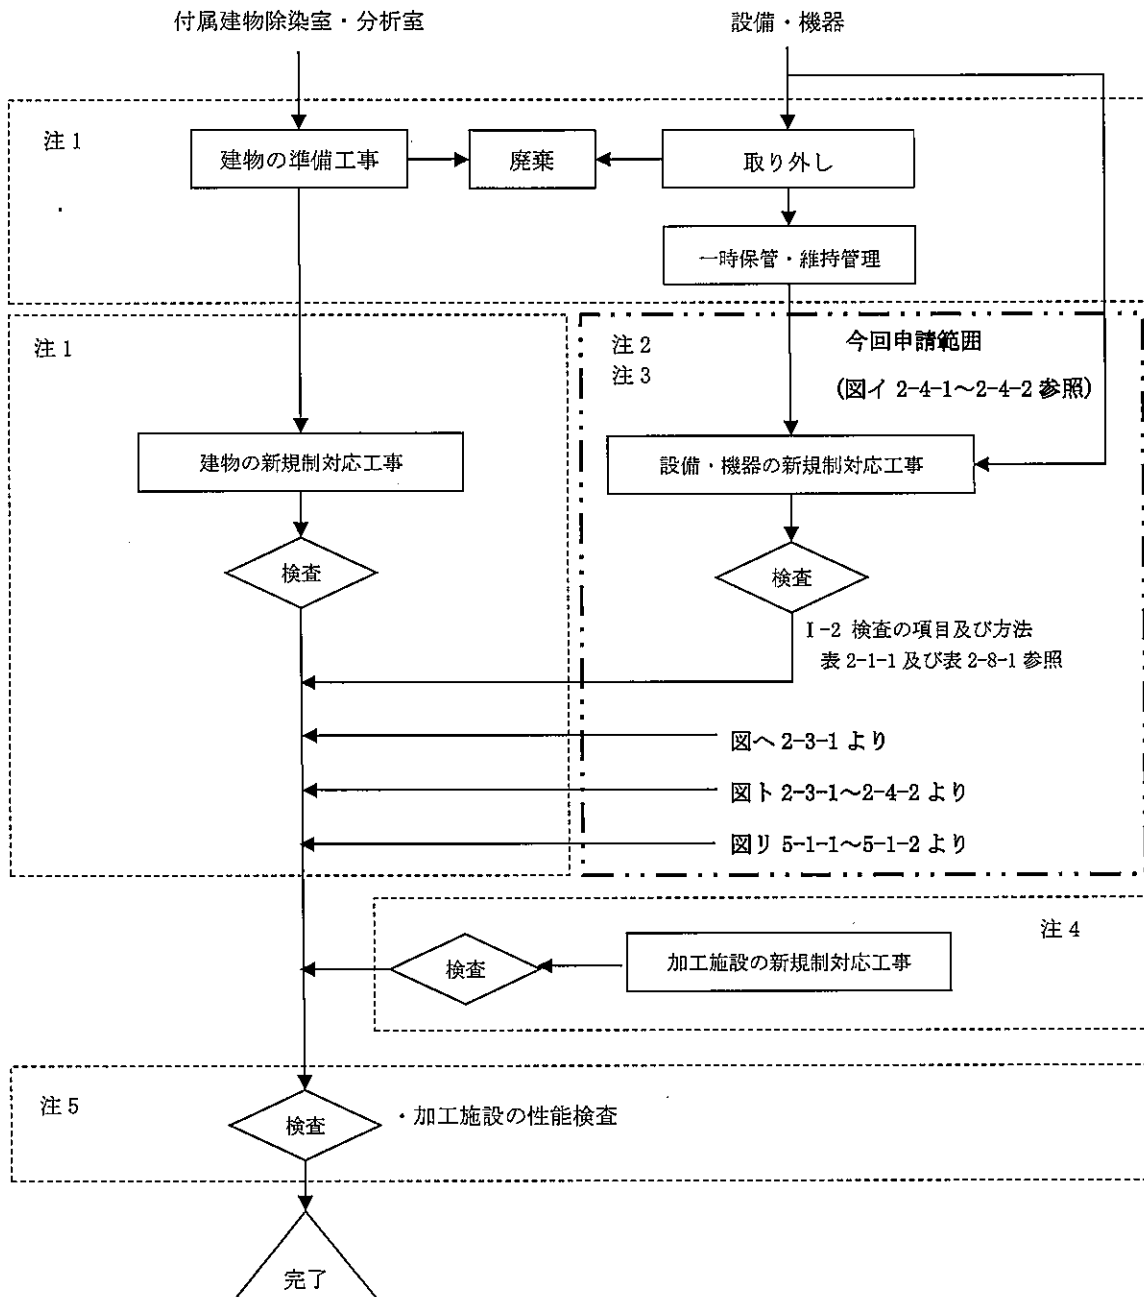 付属建物除染室・分析室
設備・機器
注 1
建物の準備工事
廃棄
取り外し
一時保管・維持管理
注 1
注 2
注 3
今回申請範囲
(図イ 2-4-1～2-4-2 参照)
建物の新規制対応工事
設備・機器の新規制対応工事
検査
検査
Ⅰ-2 検査の項目及び方法
表 2-1-1 及び表 2-8-1 参照
図ヘ 2-3-1 より
図ト 2-3-1～2-4-2 より
図リ 5-1-1～5-1-2 より
注 4
検査
加工施設の新規制対応工事
注 5
検査
・加工施設の性能検査
完了